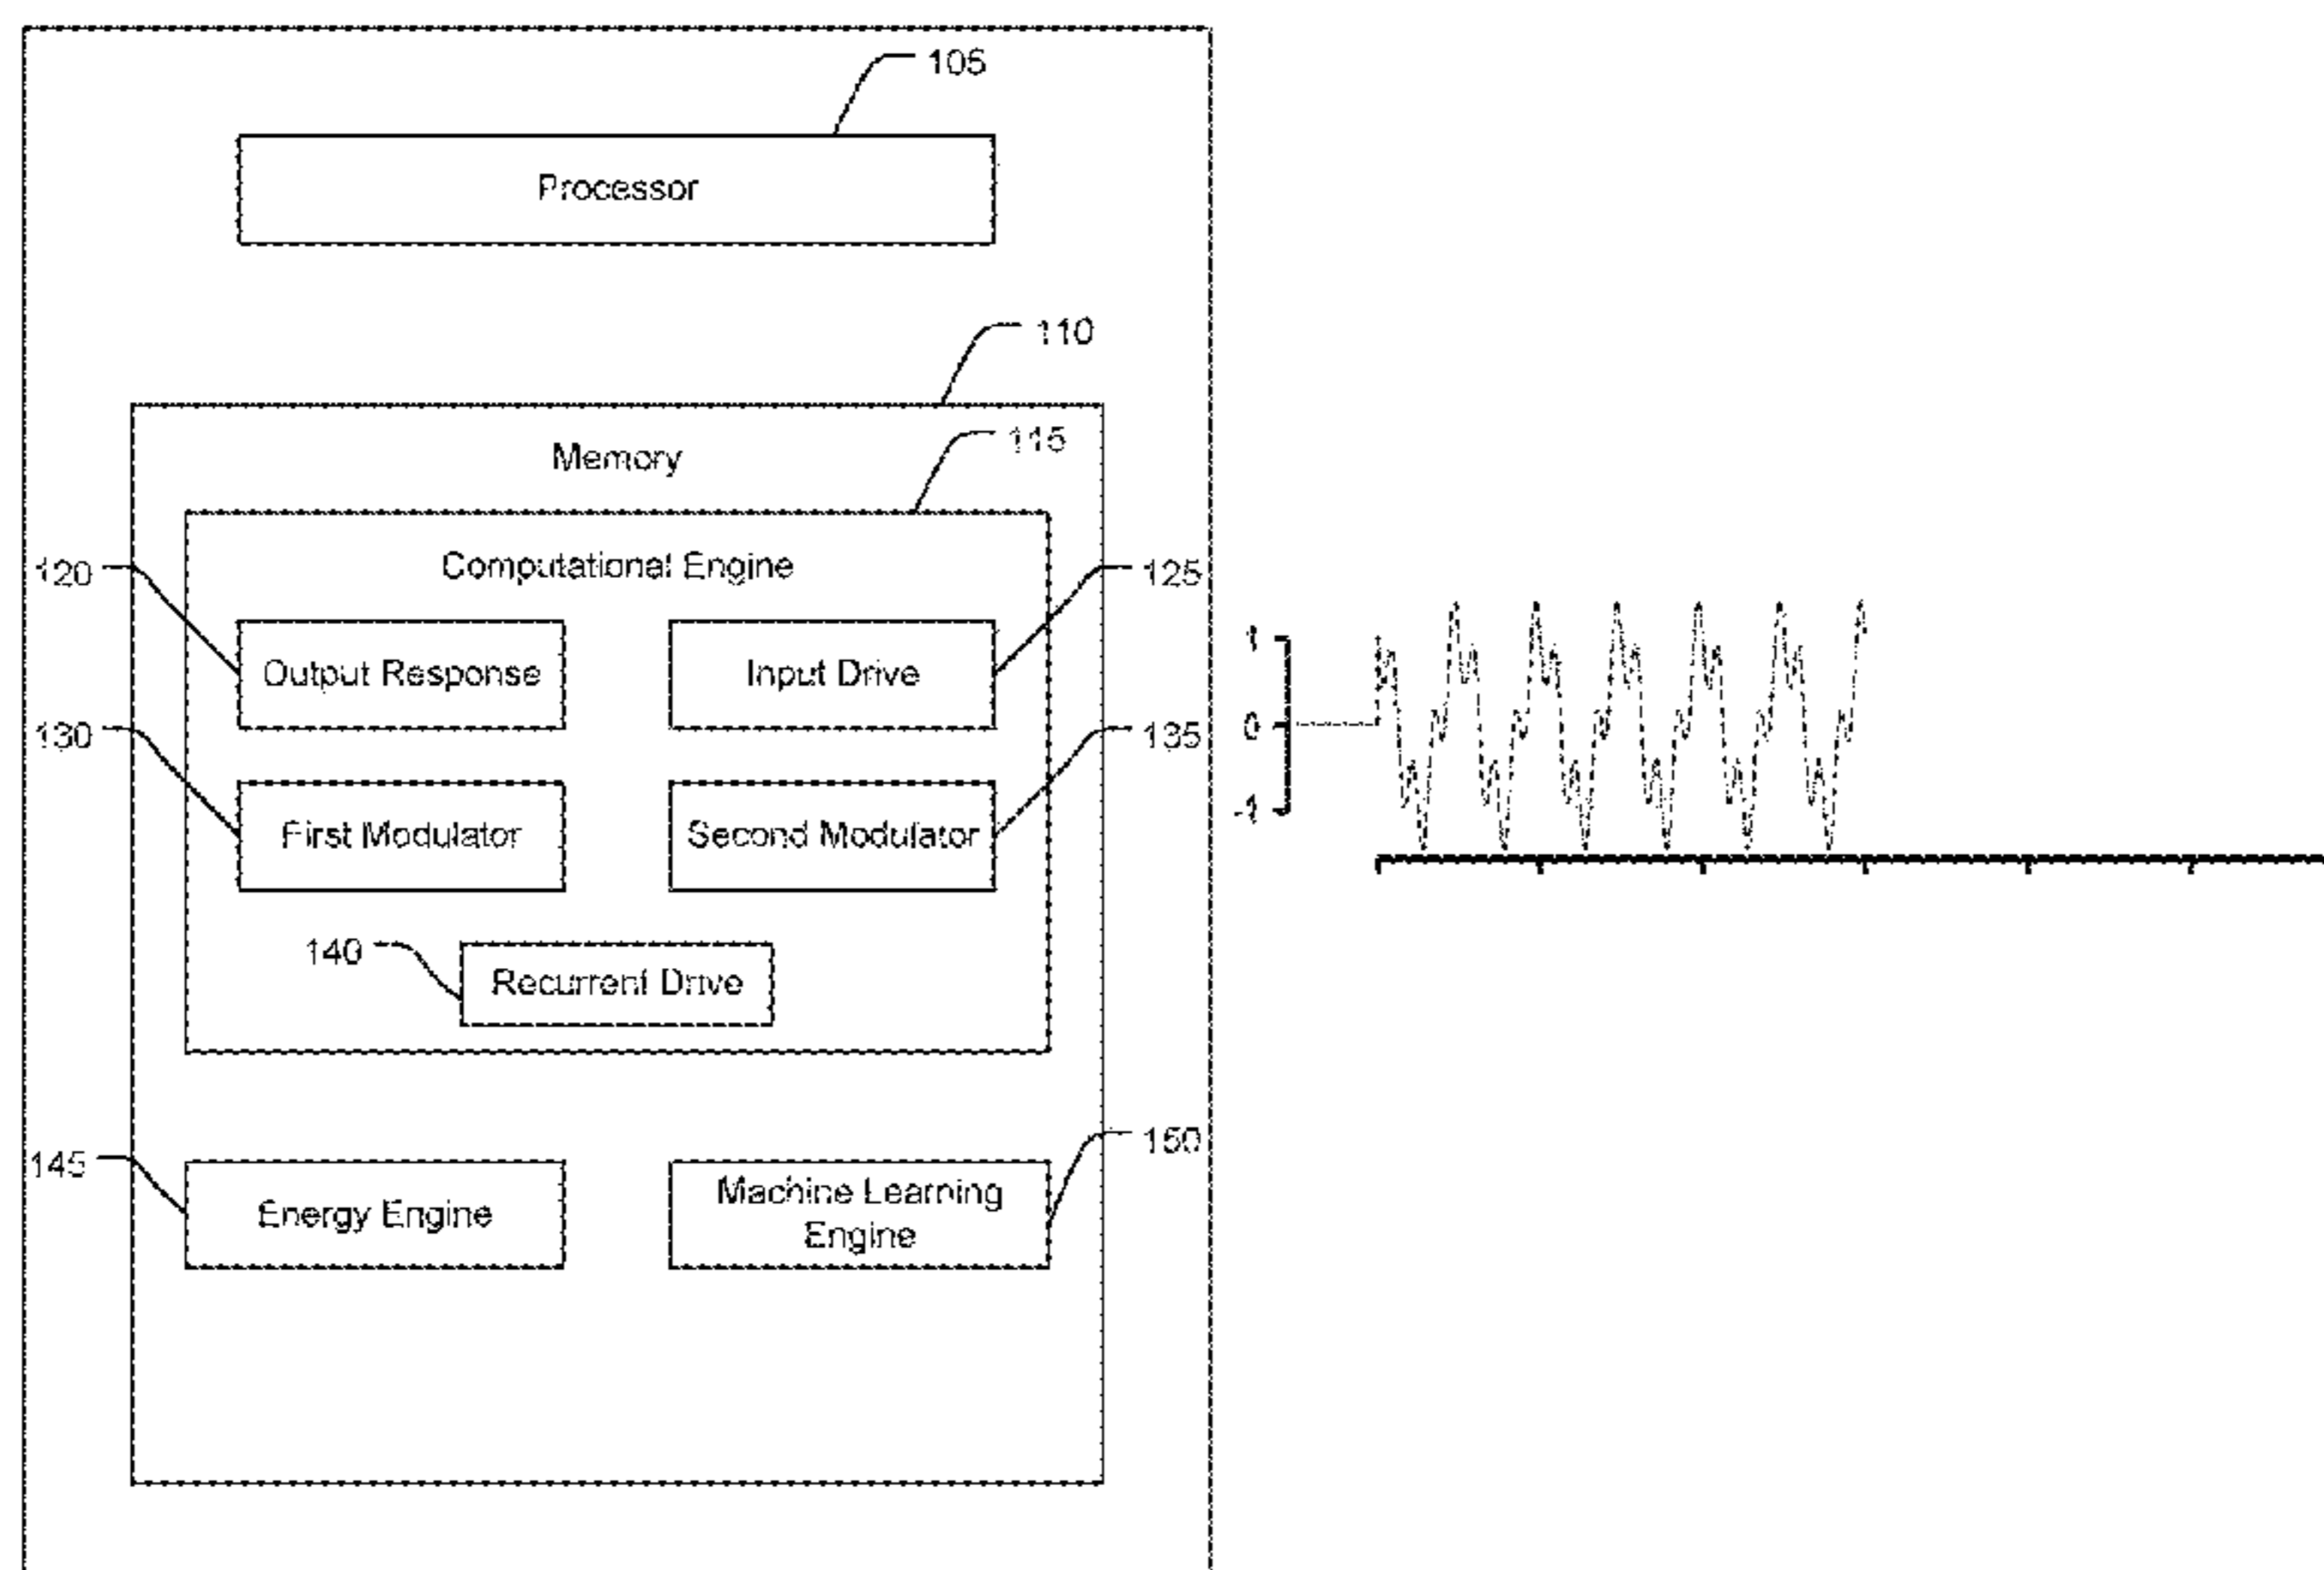 105
Processor
110
Memory
115
Computational Engine
120
125
Output Response
Input Drive
130
135
First Modulator
Second Modulator
140
Recurrent Drive
145
150
Energy Engine
Machine Learning
Engine
1
0
-1